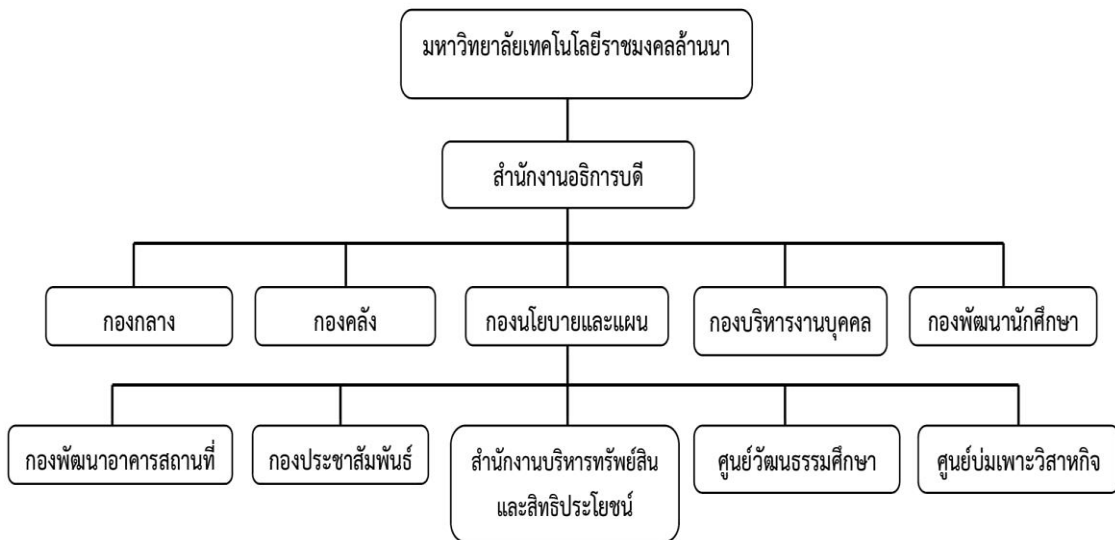 มหาวิทยาลัยเทคโนโลยีราชมงคลล้านนา
สำนักงานอธิการบดี
กองกลาง
กองคลัง
กองนโยบายและแผน
กองบริหารงานบุคคล
กองพัฒนานักศึกษา
กองพัฒนาอาคารสถานที่
กองประชาสัมพันธ์
สำนักงานบริหารทรัพย์สิน
และสิทธิประโยชน์
ศูนย์วัฒนธรรมศึกษา
ศูนย์บ่มเพาะวิสาหกิจ